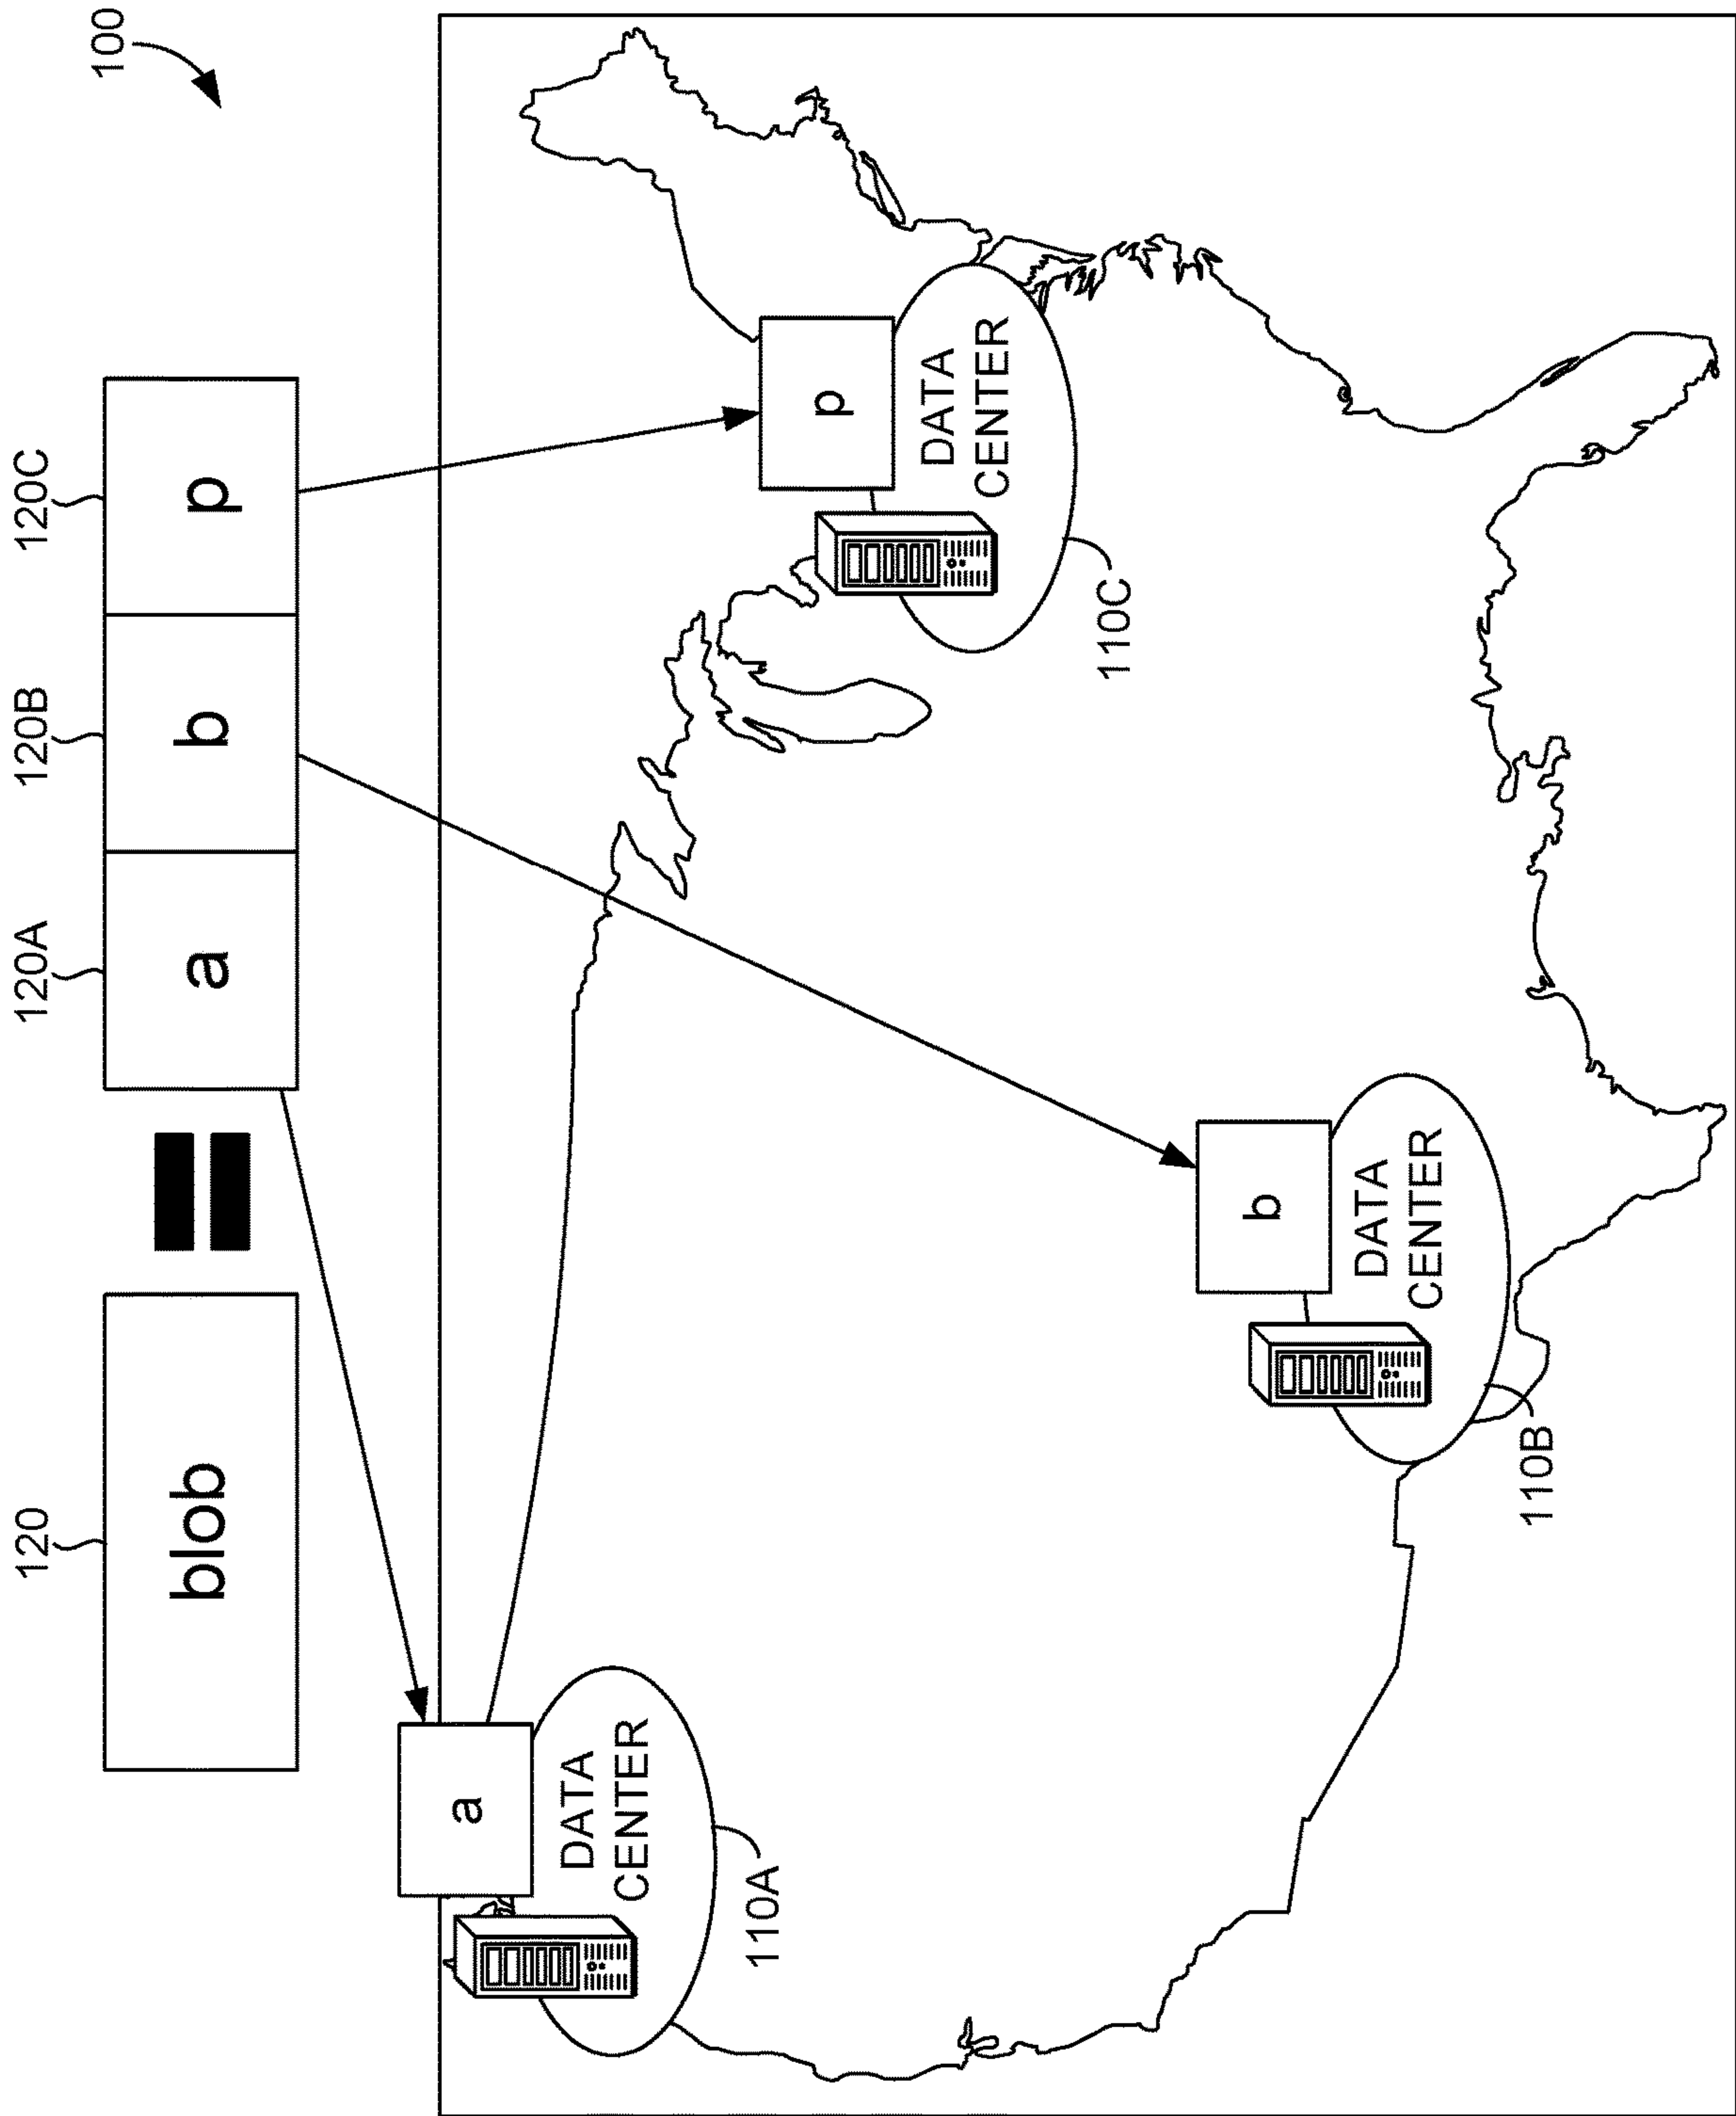 120 120A 120B 120C
100
blob a b p
a
DATA
CENTER
110A
p
DATA
CENTER
110C
b
DATA
CENTER
110B